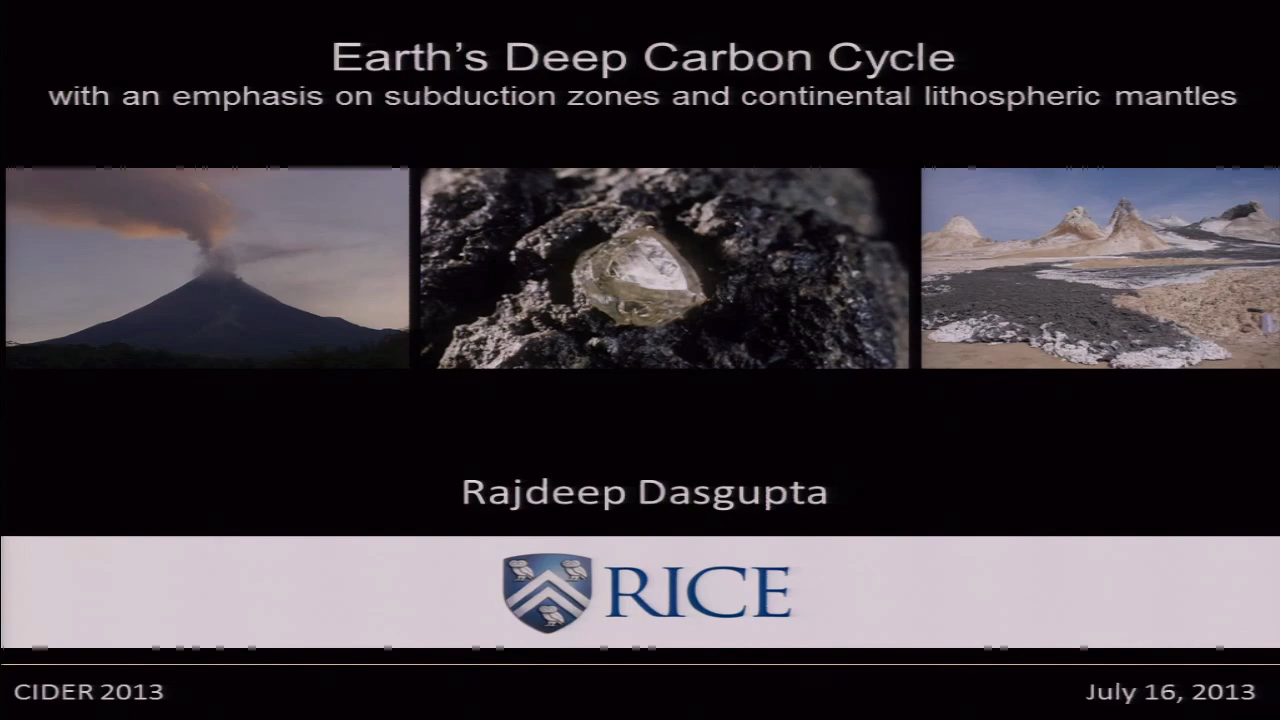 Earth's Deep Carbon Cycle
with an emphasis on subduction zones and continental lithospheric mantles
Rajdeep Dasgupta
RICE
CIDER 2013
July 16, 2013